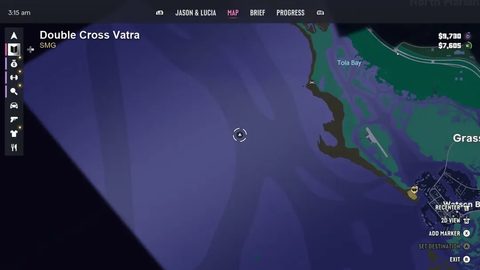 3:15 am
JASON & LUCIA
MAP
BRIEF
PROGRESS
$9,730
$7,605
Double Cross Vatra
SMG
Tola Bay
Grass
Watson B
RECENTER
2D VIEW
ADD MARKER
SET DESTINATION
EXIT